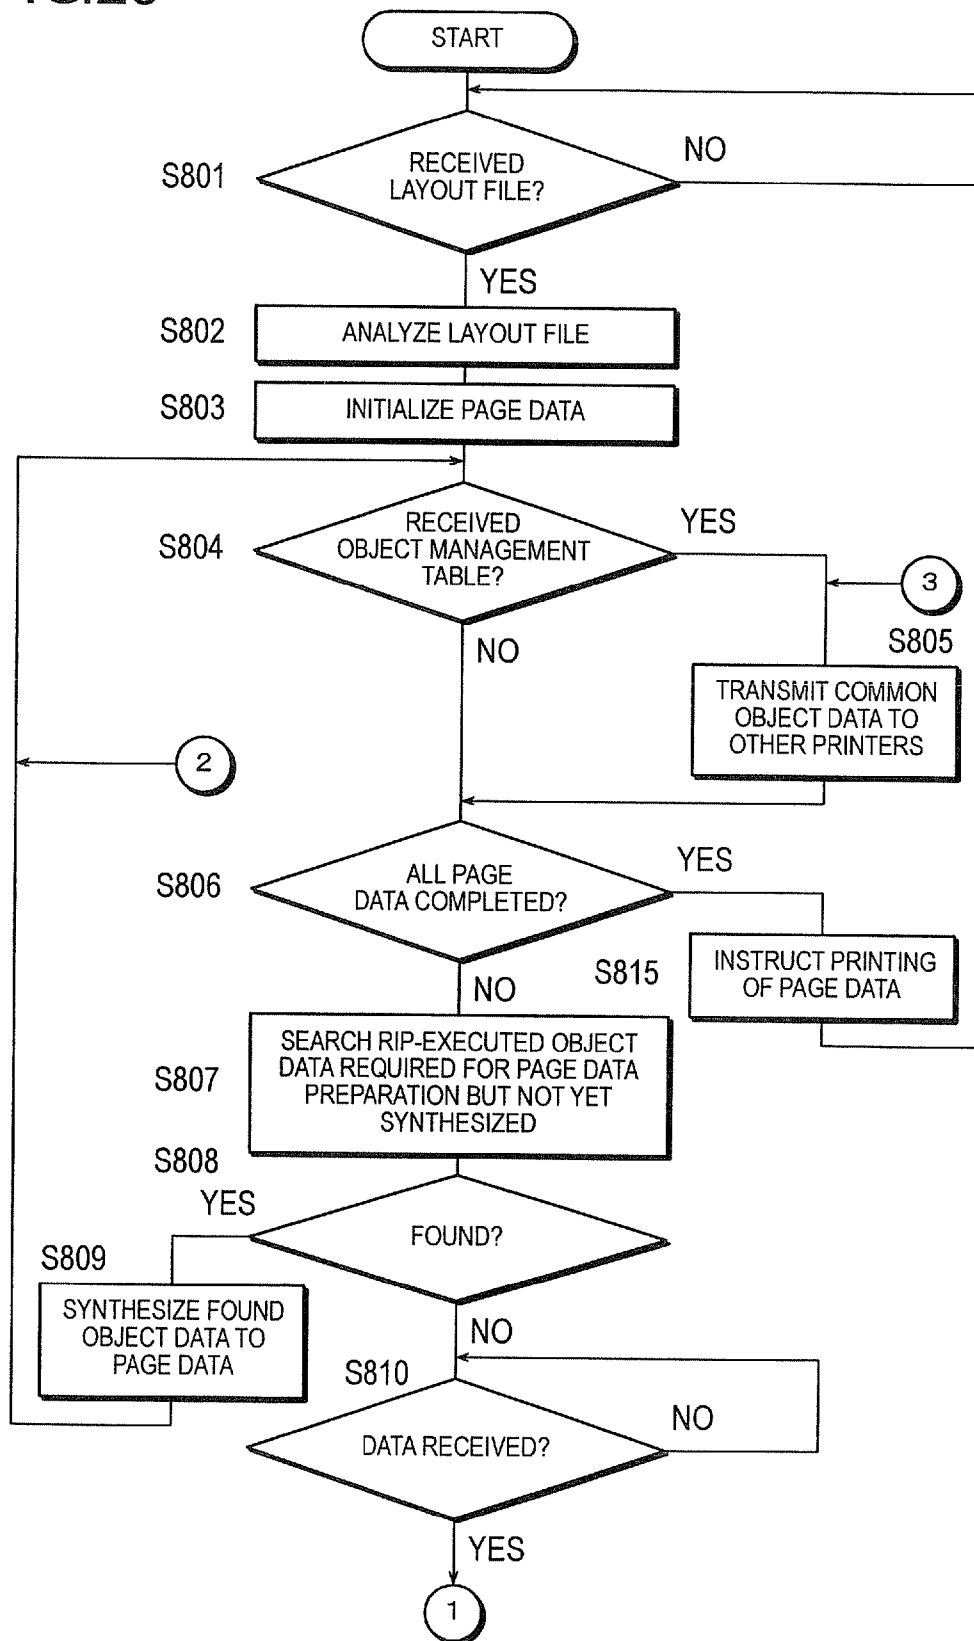 START
S801
RECEIVED
LAYOUT FILE?
NO
YES
S802
ANALYZE LAYOUT FILE
S803
INITIALIZE PAGE DATA
S804
RECEIVED
OBJECT MANAGEMENT
TABLE?
YES
3
NO
S805
TRANSMIT COMMON
OBJECT DATA TO
OTHER PRINTERS
2
S806
ALL PAGE
DATA COMPLETED?
YES
NO
S815
INSTRUCT PRINTING
OF PAGE DATA
S807
SEARCH RIP-EXECUTED OBJECT
DATA REQUIRED FOR PAGE DATA
PREPARATION BUT NOT YET
SYNTHESIZED
S808
YES
FOUND?
S809
SYNTHESIZE FOUND
OBJECT DATA TO
PAGE DATA
NO
S810
DATA RECEIVED?
NO
YES
1